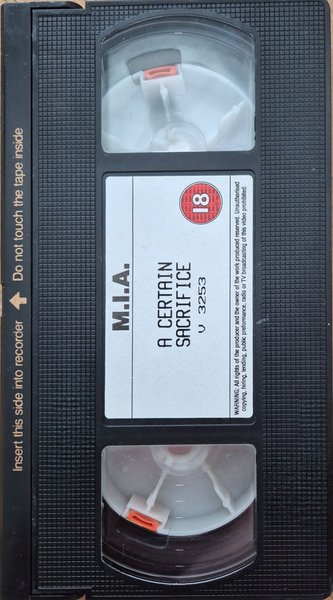 Insert this side into recorder Do not touch the tape inside
M.I.A.
A CERTAIN
SACRIFICE
V 3253
18
WARNING: All rights of the producer and the owner of the work produced reserved. Unauthorised
copying, hiring, lending, public preformance, radio or TV broadcasting of this video prohibited.